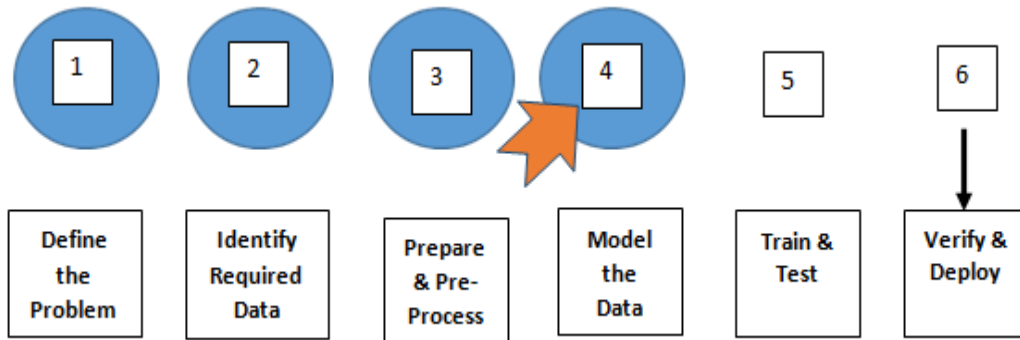 1
2
3
4
5
6
Define
the
Problem
Identify
Required
Data
Prepare
& Pre-
Process
Model
the
Data
Train &
Test
Verify &
Deploy